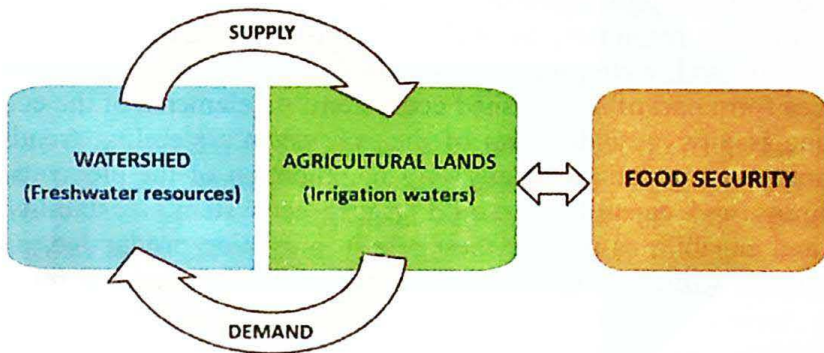 SUPPLY
WATERSHED
(Freshwater resources)
AGRICULTURAL LANDS
(Irrigation waters)
FOOD SECURITY
DEMAND